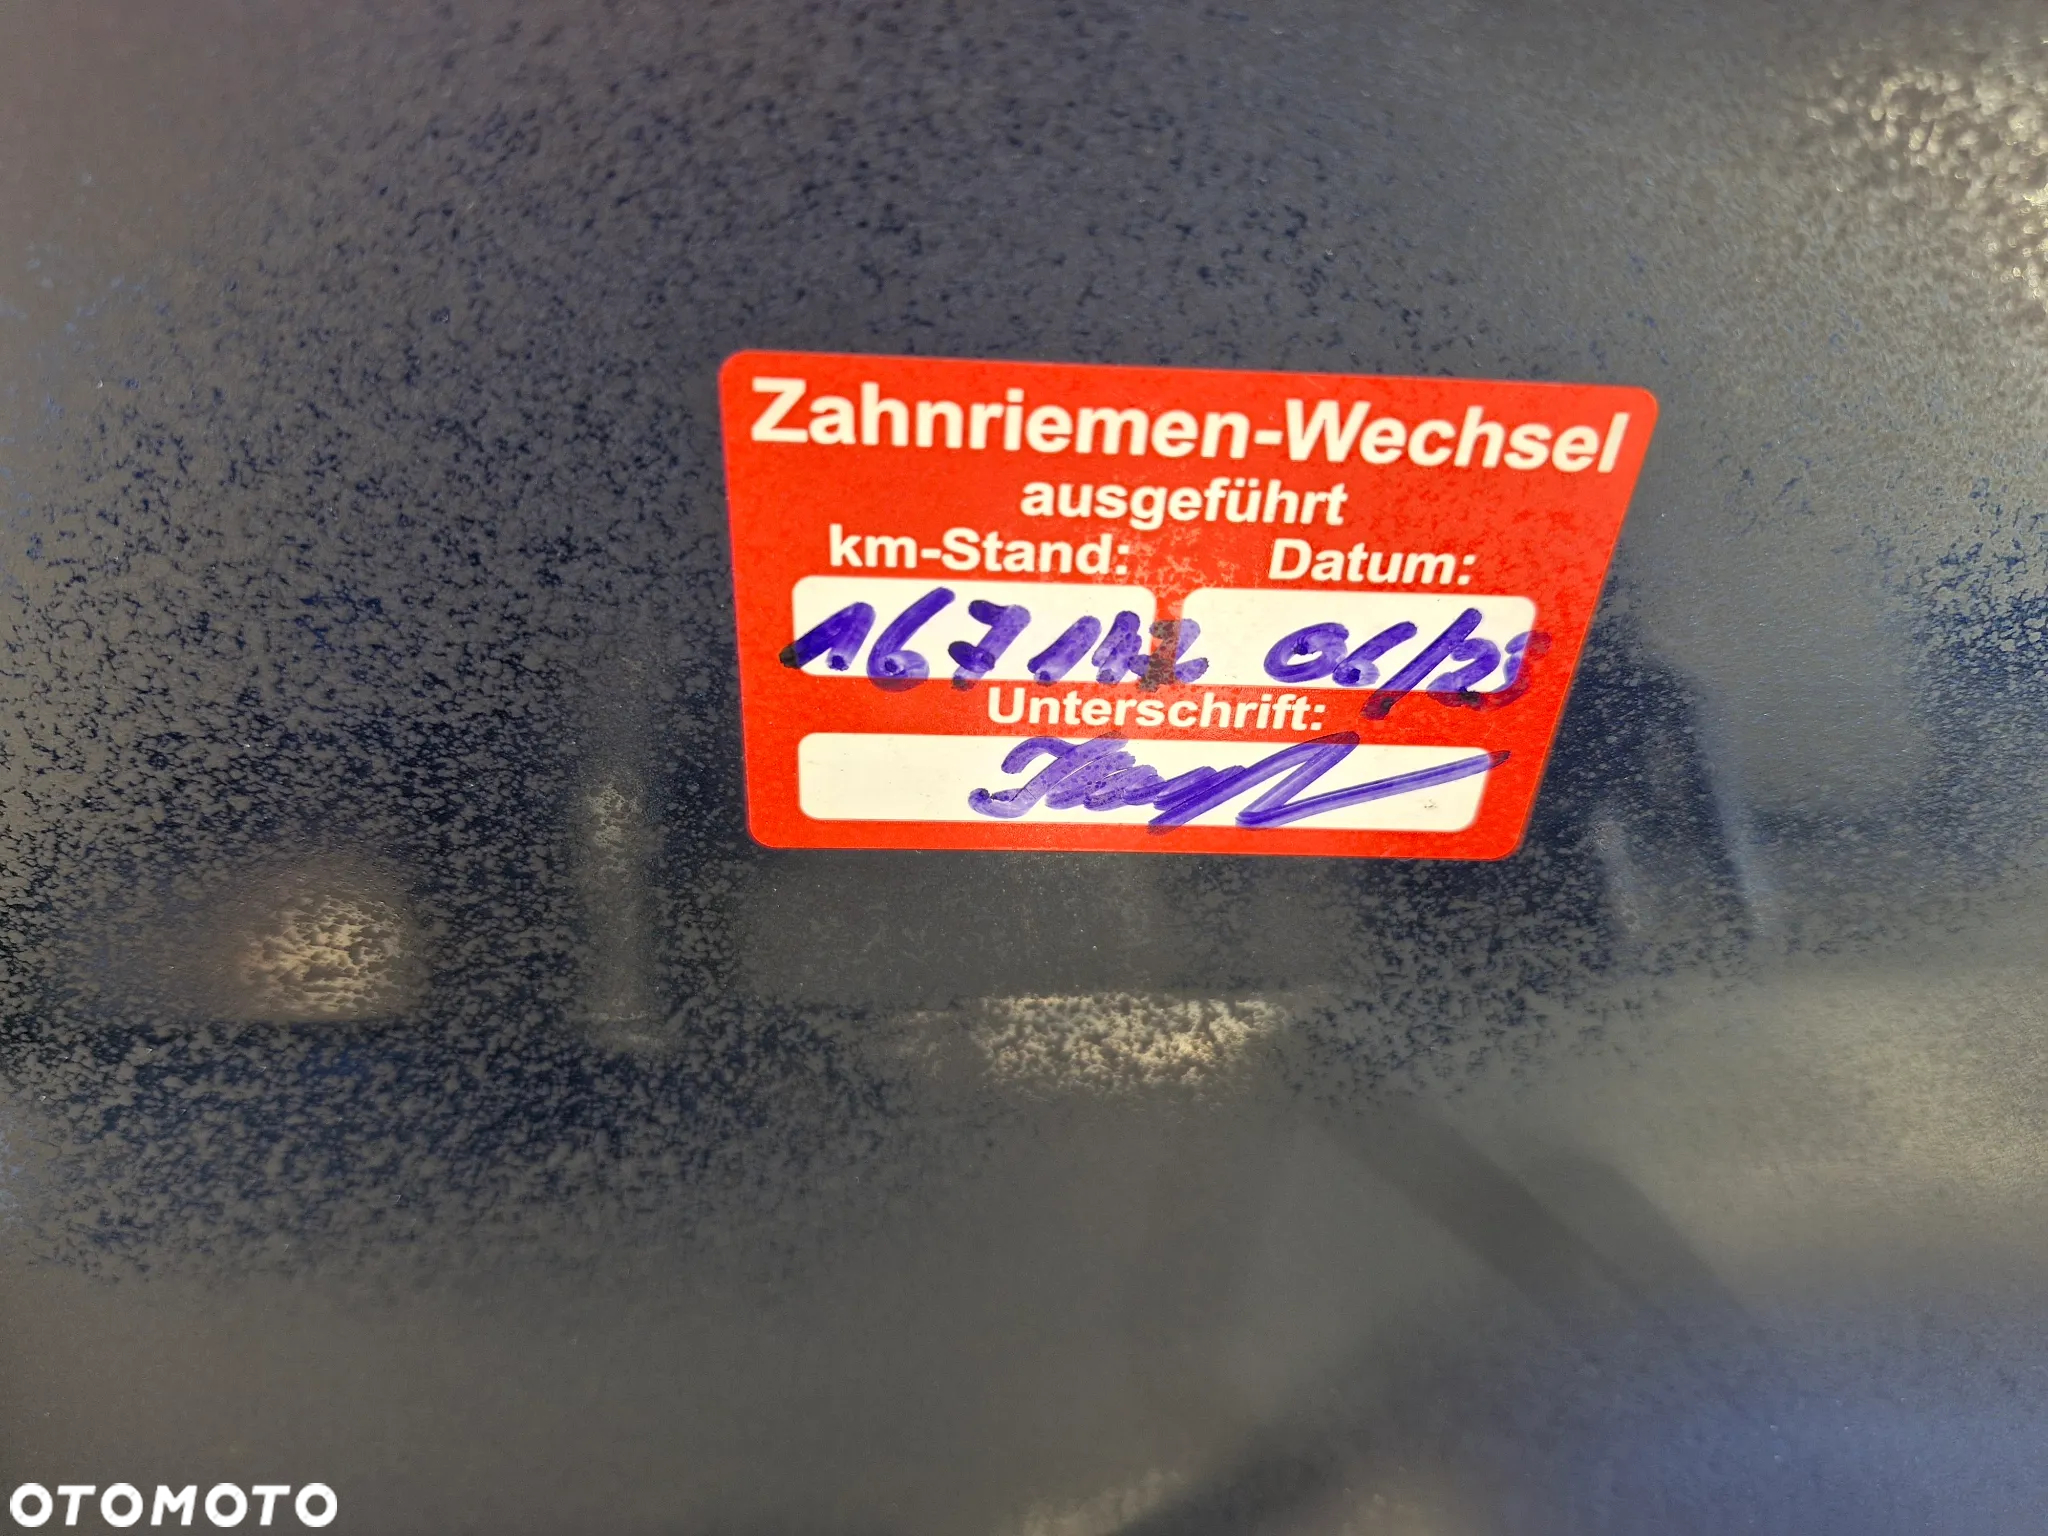 Zahnriemen-Wechsel
ausgeführt
km-Stand: Datum:
167142 06/23
Unterschrift:
OTOMOTO